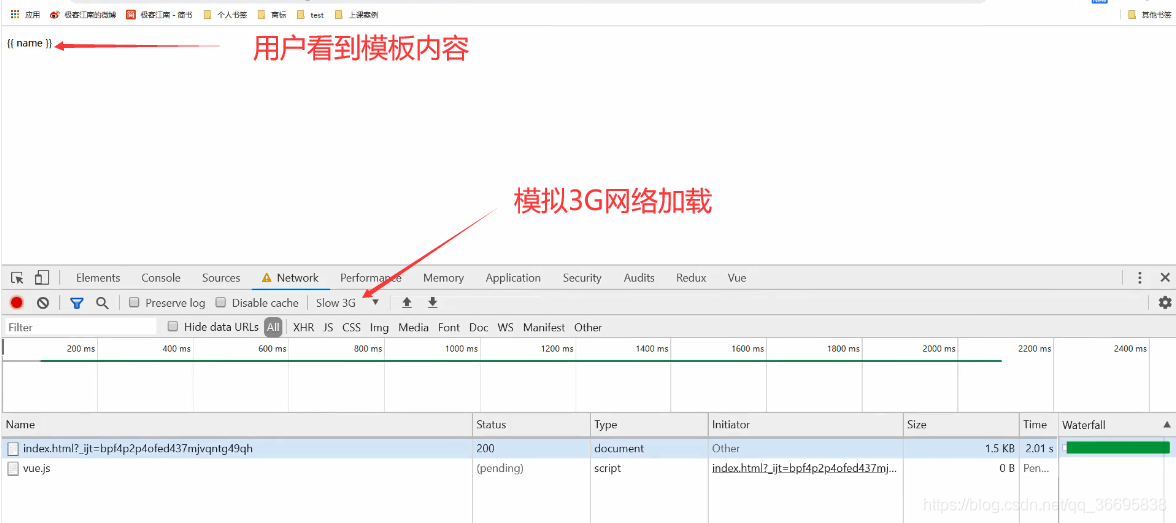 应用 极客江南的微博 简 极客江南 - 简书 个人书签 商标 test 上课案例 其他书签
{{ name }} 用户看到模板内容
模拟3G网络加载
Elements Console Sources Network Performance Memory Application Security Audits Redux Vue
Preserve log Disable cache Slow 3G
Filter Hide data URLs All XHR JS CSS Img Media Font Doc WS Manifest Other
200 ms 400 ms 600 ms 800 ms 1000 ms 1200 ms 1400 ms 1600 ms 1800 ms 2000 ms 2200 ms 2400 ms
Name Status Type Initiator Size Time Waterfall
index.html?_ijt=bpf4p2p4ofed437mjvqntg49qh 200 document Other 1.5 KB 2.01 s
vue.js (pending) script index.html?_ijt=bpf4p2p4ofed437mj... 0 B Pen...
https://blog.csdn.net/qq_36695838